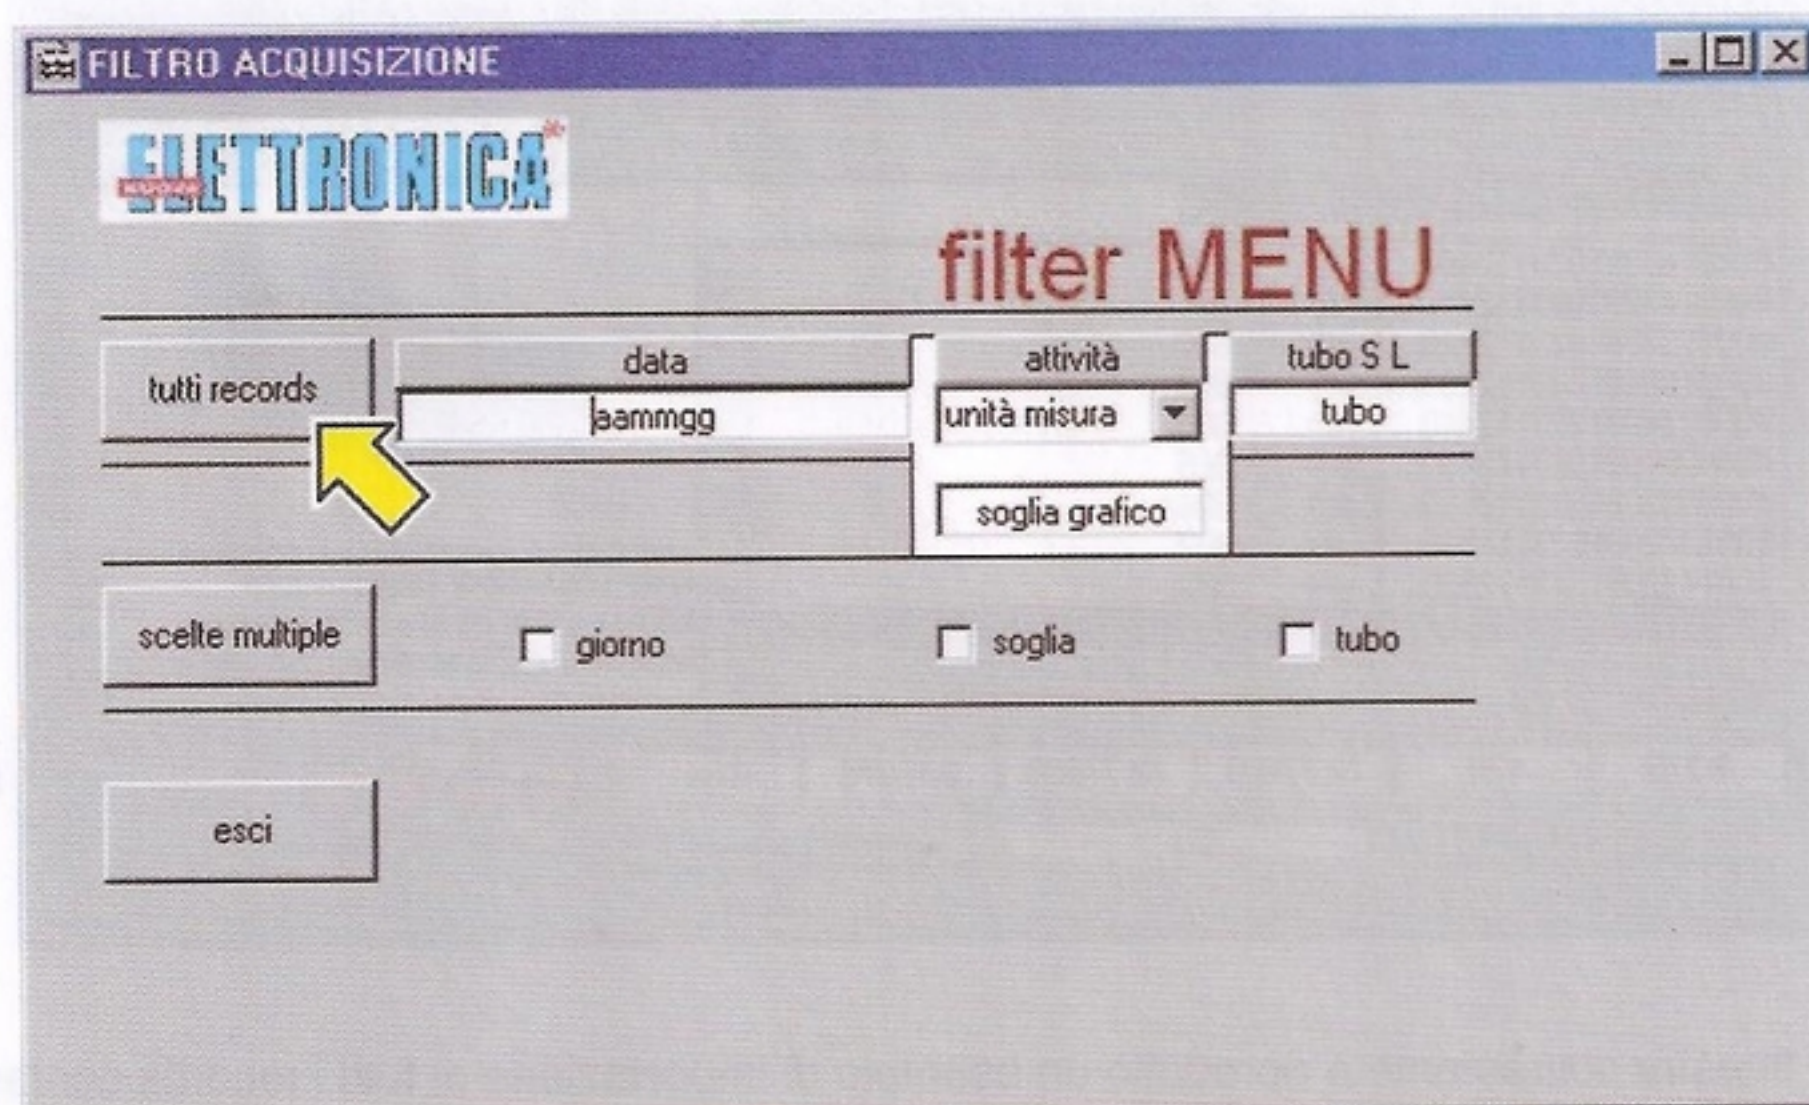 FILTRO ACQUISIZIONE
ELETTRONICA
filter MENU
tutti records
data
attività
tubo S L
aammgg
unità misura
tubo
soglia grafico
scelte multiple
giorno
soglia
tubo
esci